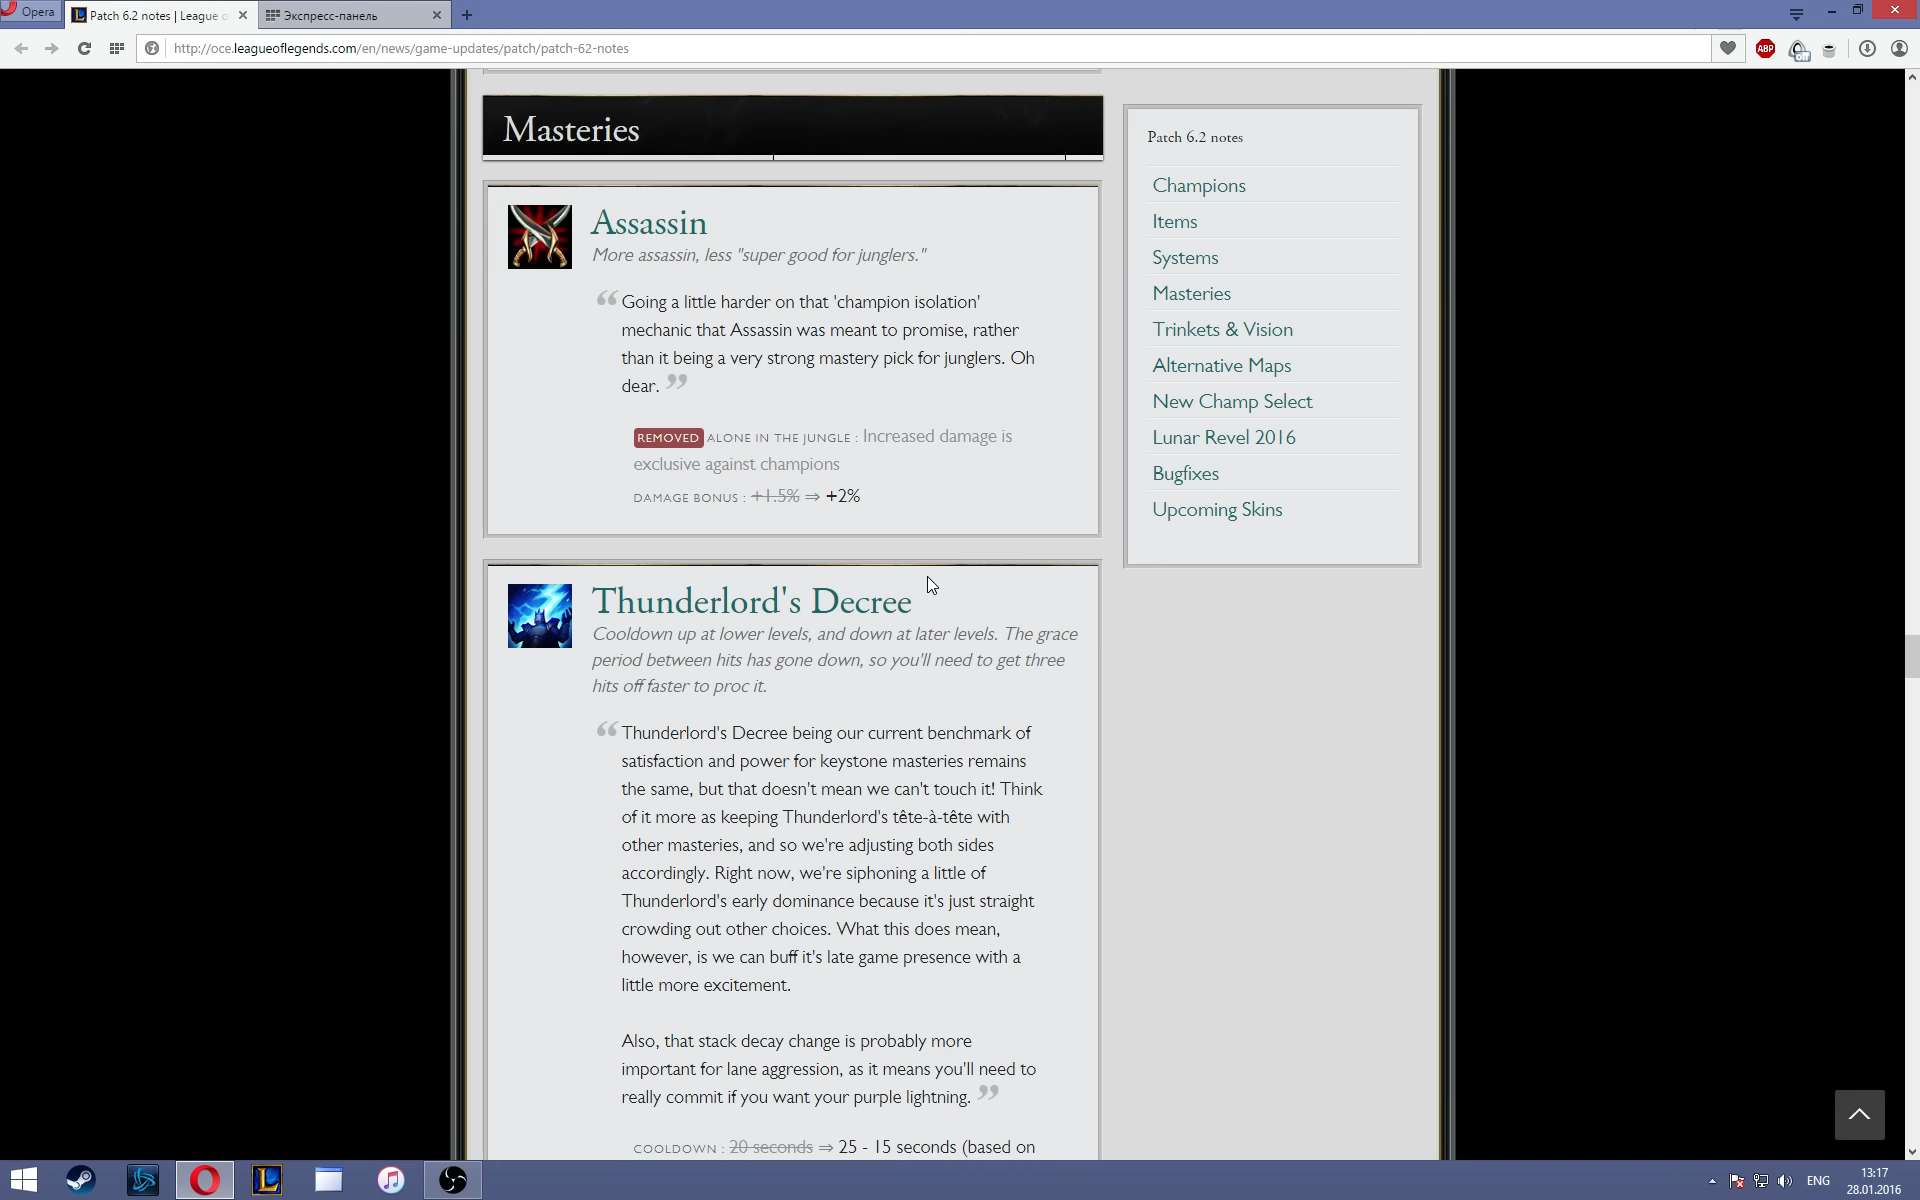 Opera
Patch 6.2 notes | League o
Экспресс-панель
http://oce.leagueoflegends.com/en/news/game-updates/patch/patch-62-notes
ABP
off
Masteries
Assassin
More assassin, less "super good for junglers."
“ Going a little harder on that 'champion isolation'
mechanic that Assassin was meant to promise, rather
than it being a very strong mastery pick for junglers. Oh
dear. ”
REMOVED ALONE IN THE JUNGLE : Increased damage is
exclusive against champions
DAMAGE BONUS : +1.5% ⇒ +2%
Thunderlord's Decree
Cooldown up at lower levels, and down at later levels. The grace
period between hits has gone down, so you'll need to get three
hits off faster to proc it.
“ Thunderlord's Decree being our current benchmark of
satisfaction and power for keystone masteries remains
the same, but that doesn't mean we can't touch it! Think
of it more as keeping Thunderlord's tête-à-tête with
other masteries, and so we're adjusting both sides
accordingly. Right now, we're siphoning a little of
Thunderlord's early dominance because it's just straight
crowding out other choices. What this does mean,
however, is we can buff it's late game presence with a
little more excitement.
Also, that stack decay change is probably more
important for lane aggression, as it means you'll need to
really commit if you want your purple lightning. ”
COOLDOWN : 20 seconds ⇒ 25 - 15 seconds (based on
Patch 6.2 notes
Champions
Items
Systems
Masteries
Trinkets & Vision
Alternative Maps
New Champ Select
Lunar Revel 2016
Bugfixes
Upcoming Skins
ENG
13:17
28.01.2016